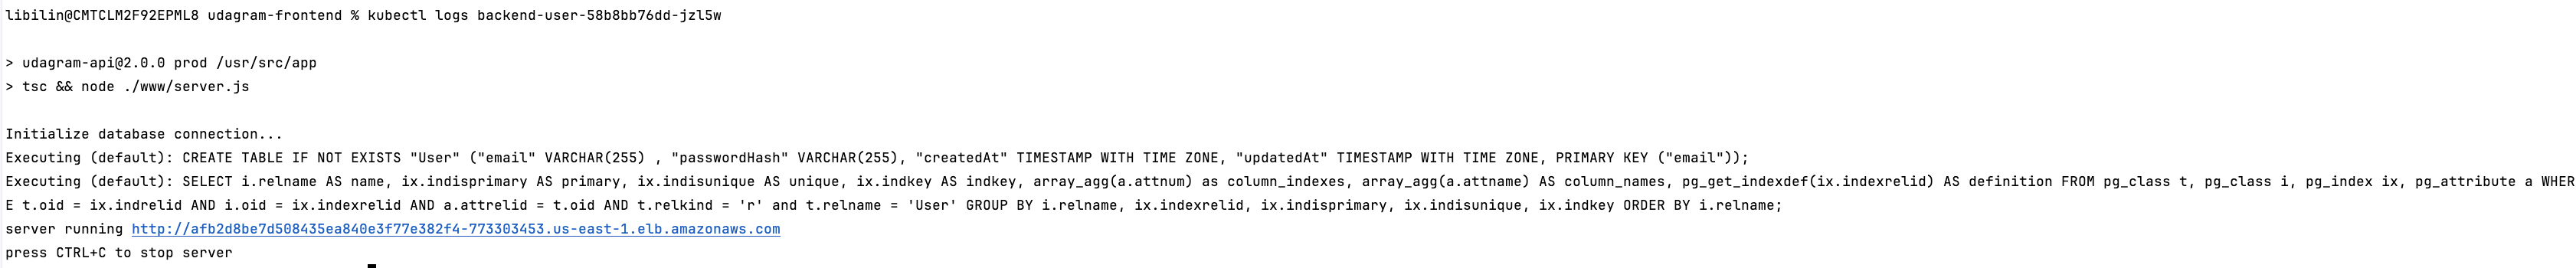 libilin@CMTCLM2F92EPML8 udagram-frontend % kubectl logs backend-user-58b8bb76dd-jzl5w
> udagram-api@2.0.0 prod /usr/src/app
> tsc && node ./www/server.js
Initialize database connection...
Executing (default): CREATE TABLE IF NOT EXISTS "User" ("email" VARCHAR(255) , "passwordHash" VARCHAR(255), "createdAt" TIMESTAMP WITH TIME ZONE, "updatedAt" TIMESTAMP WITH TIME ZONE, PRIMARY KEY ("email"));
Executing (default): SELECT i.relname AS name, ix.indisprimary AS primary, ix.indisunique AS unique, ix.indkey AS indkey, array_agg(a.attnum) as column_indexes, array_agg(a.attname) AS column_names, pg_get_indexdef(ix.indexrelid) AS definition FROM pg_class t, pg_class i, pg_index ix, pg_attribute a WHER
E t.oid = ix.indrelid AND i.oid = ix.indexrelid AND a.attrelid = t.oid AND t.relkind = 'r' and t.relname = 'User' GROUP BY i.relname, ix.indexrelid, ix.indisprimary, ix.indisunique, ix.indkey ORDER BY i.relname;
server running http://afb2d8be7d508435ea840e3f77e382f4-773303453.us-east-1.elb.amazonaws.com
press CTRL+C to stop server